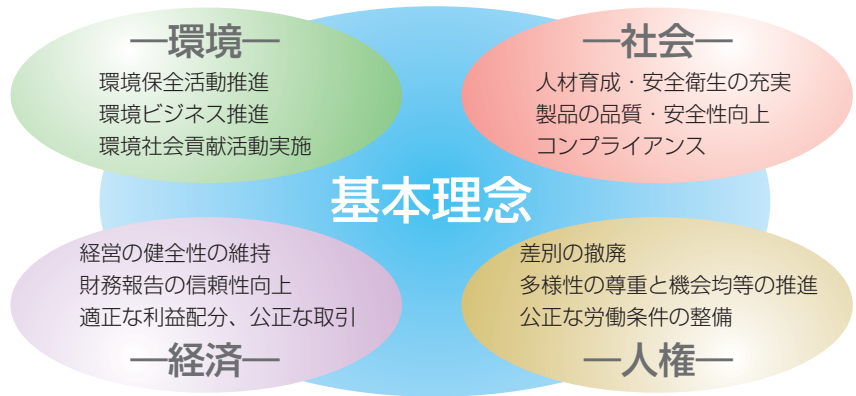 ―環境―
環境保全活動推進
環境ビジネス推進
環境社会貢献活動実施
―社会―
人材育成・安全衛生の充実
製品の品質・安全性向上
コンプライアンス
基本理念
経営の健全性の維持
財務報告の信頼性向上
適正な利益配分、公正な取引
―経済―
差別の撤廃
多様性の尊重と機会均等の推進
公正な労働条件の整備
―人権―